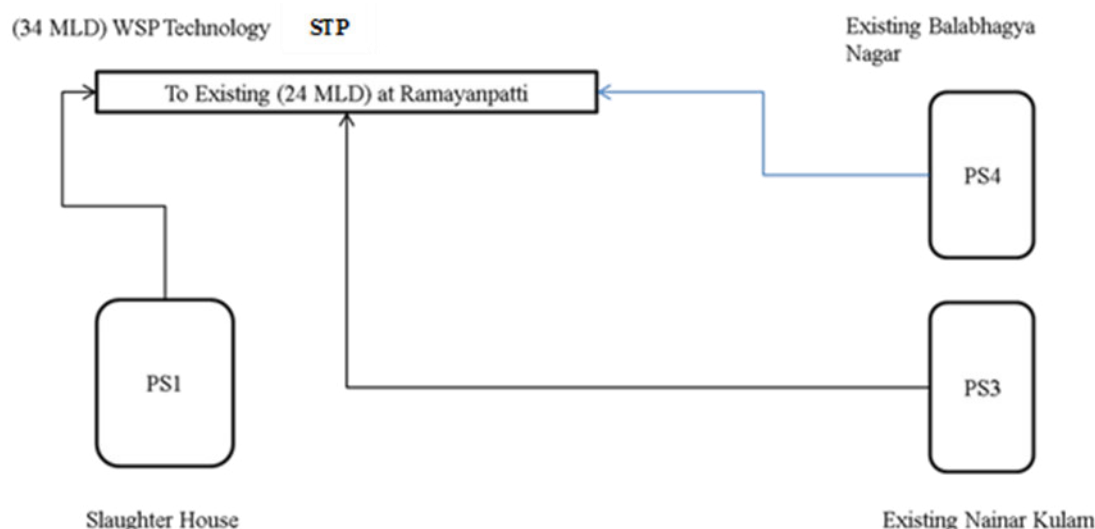 (34 MLD) WSP Technology STP
Existing Balabhagya
Nagar
To Existing (24 MLD) at Ramayanpatti
PS4
PS1
PS3
Slaughter House
Existing Nainar Kulam